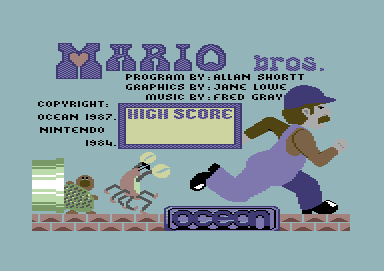 MARIO bros.
PROGRAM BY: ALLAN SHORTT
GRAPHICS BY: JANE LOWE
MUSIC BY: FRED GRAY
COPYRIGHT:
OCEAN 1987.
NINTENDO
1984.
HIGH SCORE
ocean